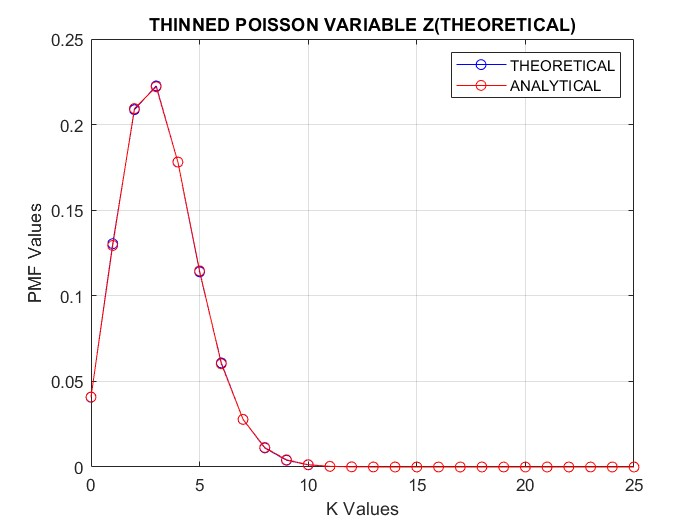 THINNED POISSON VARIABLE Z(THEORETICAL)
THEORETICAL
ANALYTICAL
PMF Values
0.25
0.2
0.15
0.1
0.05
0
0 5 10 15 20 25
K Values